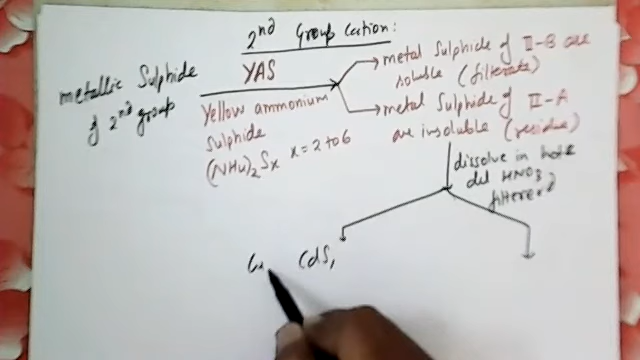 2nd Group Cation:
metallic Sulphide
of 2nd group
YAS
Yellow ammonium
sulphide
(NH4)2Sx x=2 to 6
metal Sulphide of II-B are
soluble (filterate)
metal Sulphide of II-A
are insoluble (residue)
dissolve in hot
dil HNO3
filtered
CdS,